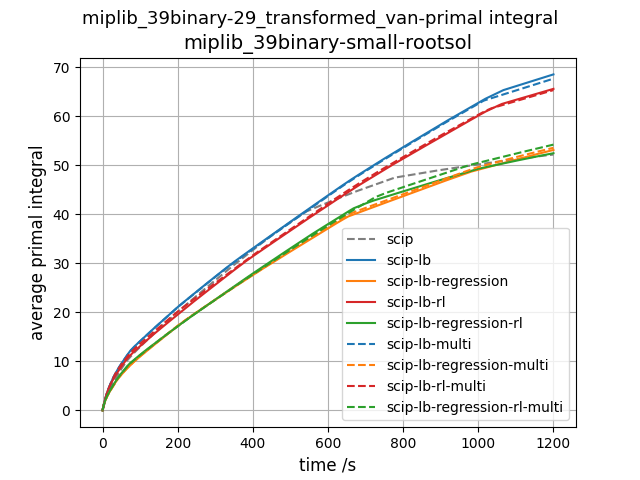 miplib_39binary-29_transformed_van-primal integral
miplib_39binary-small-rootsol
average primal integral
70
60
50
40
30
20
10
0
scip
scip-lb
scip-lb-regression
scip-lb-rl
scip-lb-regression-rl
scip-lb-multi
scip-lb-regression-multi
scip-lb-rl-multi
scip-lb-regression-rl-multi
0 200 400 600 800 1000 1200
time /s